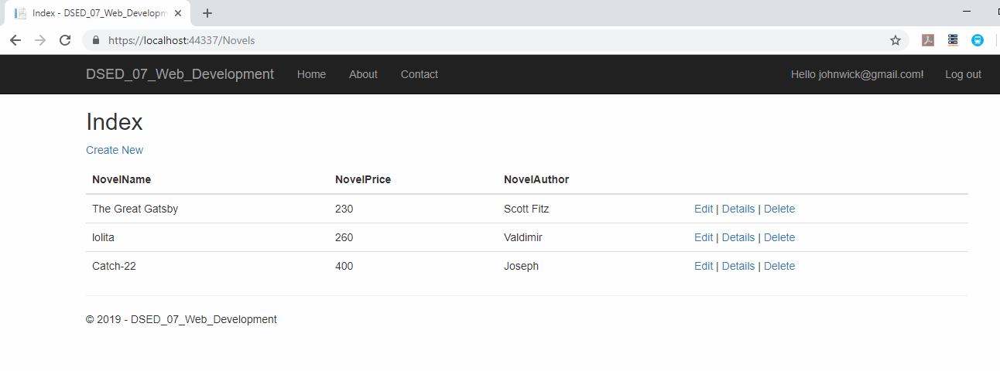 Index - DSED_07_Web_Developm
https://localhost:44337/Novels
DSED_07_Web_Development Home About Contact Hello johnwick@gmail.com! Log out
Index
Create New
NovelName NovelPrice NovelAuthor
The Great Gatsby 230 Scott Fitz Edit | Details | Delete
lolita 260 Valdimir Edit | Details | Delete
Catch-22 400 Joseph Edit | Details | Delete
© 2019 - DSED_07_Web_Development